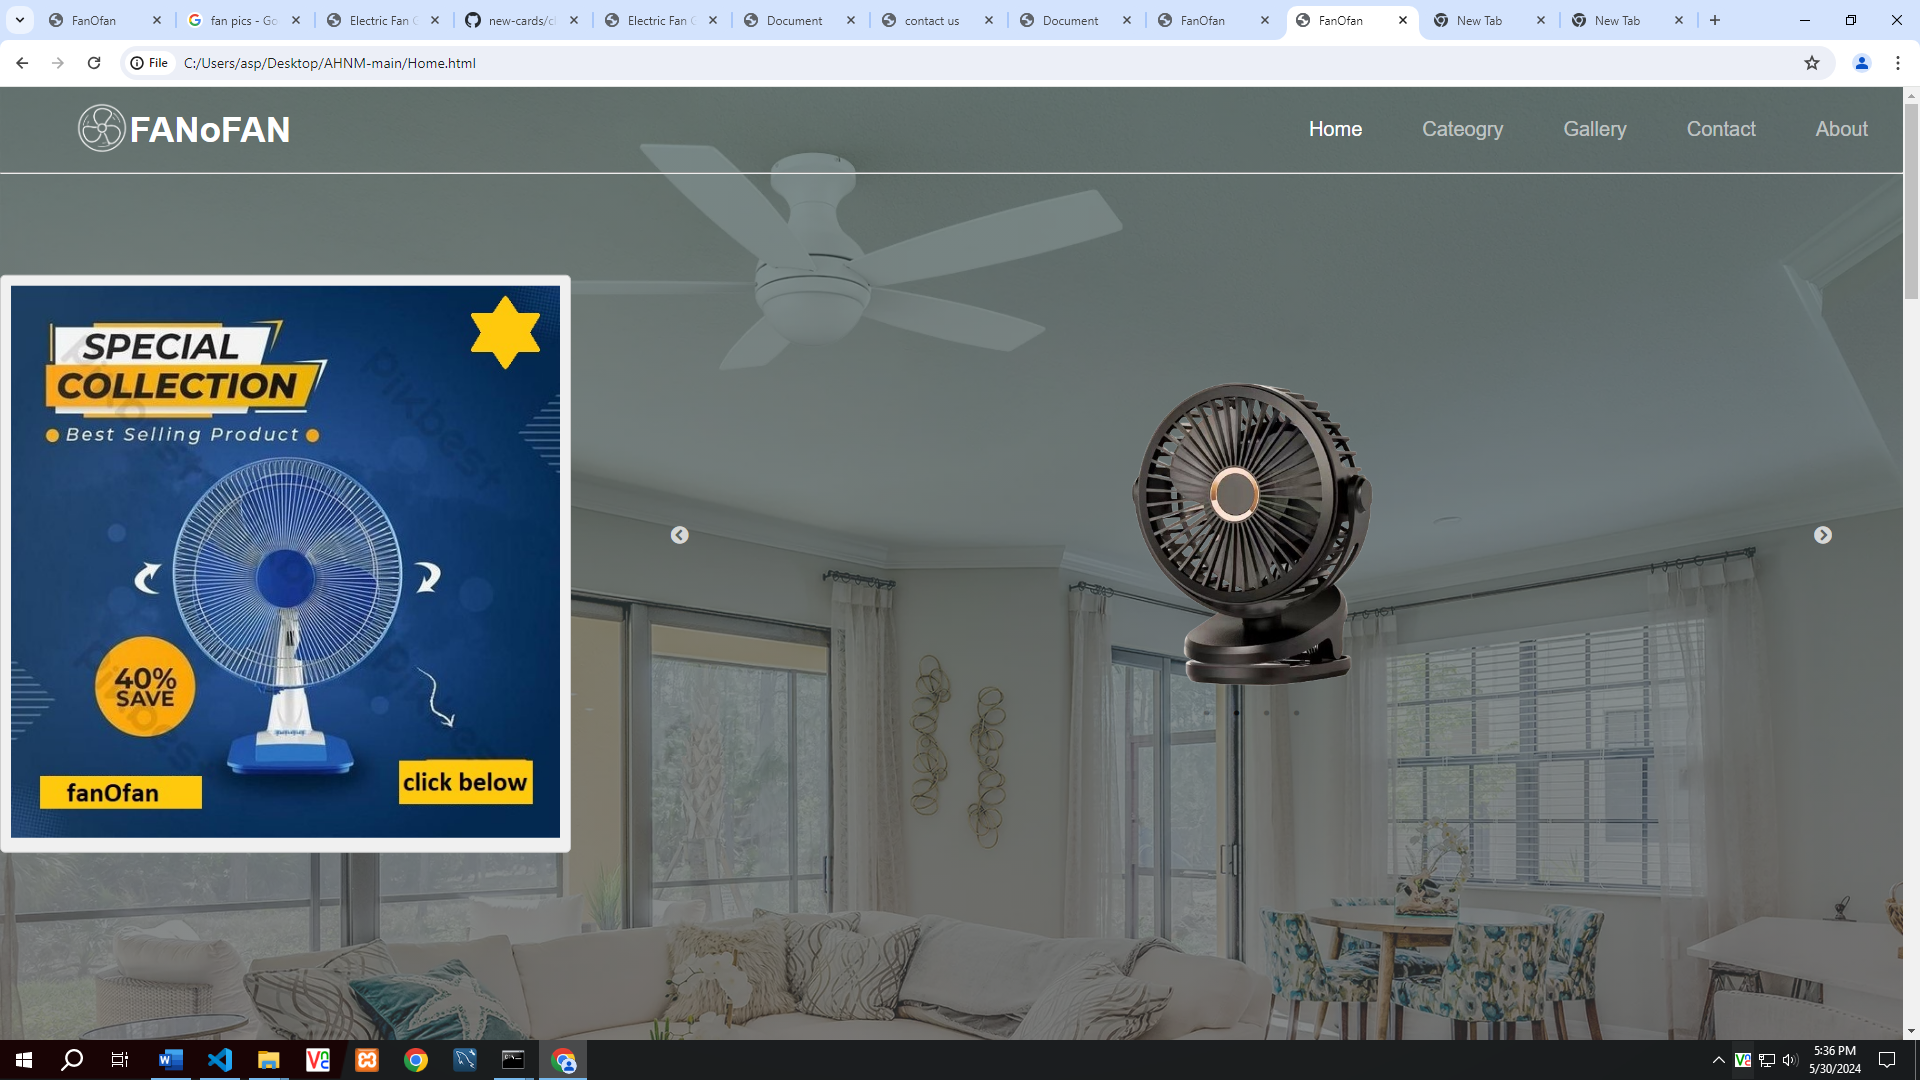 FanOfan
fan pics - Go
Electric Fan
new-cards/c
Electric Fan
Document
contact us
Document
FanOfan
FanOfan
New Tab
New Tab
File
C:/Users/asp/Desktop/AHNM-main/Home.html
FANoFAN
Home
Cateogry
Gallery
Contact
About
SPECIAL
COLLECTION
Best Selling Product
40%
SAVE
fanOfan
click below
5:36 PM
5/30/2024